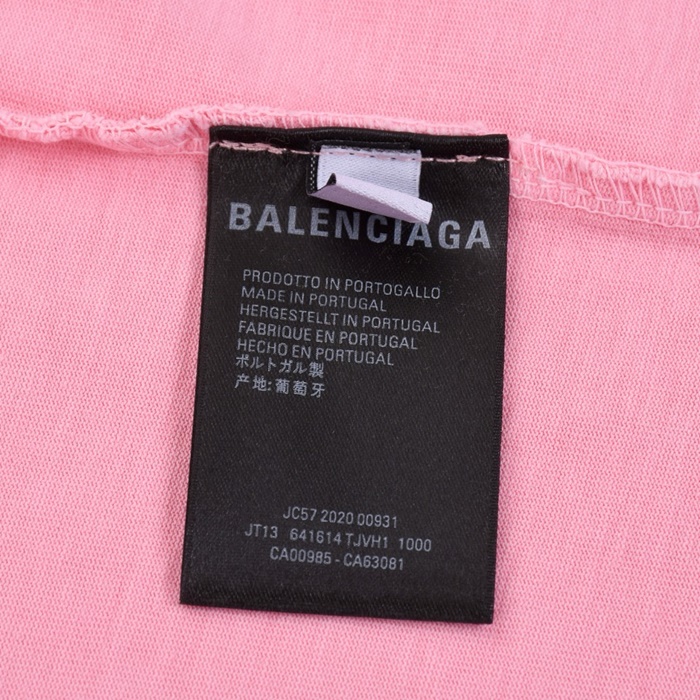 BALENCIAGA
PRODOTTO IN PORTOGALLO
MADE IN PORTUGAL
HERGESTELLT IN PORTUGAL
FABRIQUE EN PORTUGAL
HECHO EN PORTUGAL
ポルトガル製
产地:葡萄牙
JC57 2020 00931
JT13 641614 TJVH1 1000
CA00985 - CA63081